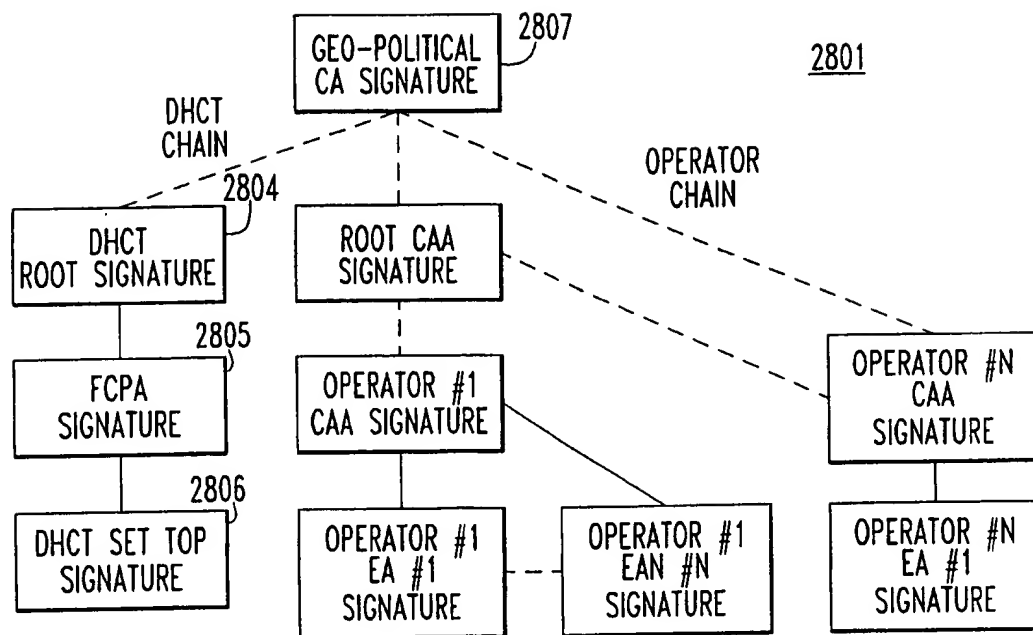 2807
GEO-POLITICAL
CA SIGNATURE
2801
DHCT
CHAIN
OPERATOR
CHAIN
2804
DHCT
ROOT SIGNATURE
ROOT CAA
SIGNATURE
2805
FCPA
SIGNATURE
OPERATOR #1
CAA SIGNATURE
OPERATOR #N
CAA
SIGNATURE
2806
DHCT SET TOP
SIGNATURE
OPERATOR #1
EA #1
SIGNATURE
OPERATOR #1
EAN #N
SIGNATURE
OPERATOR #N
EA #1
SIGNATURE